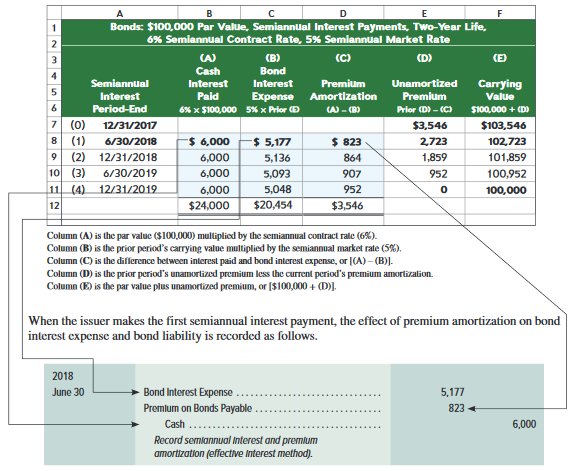 A B C D E F
1 Bonds: $100,000 Par Value, Semiannual Interest Payments, Two-Year Life,
2 6% Semiannual Contract Rate, 5% Semiannual Market Rate
3 (A) (B) (C) (D) (E)
4 Cash Bond
5 Semiannual Interest Interest Premium Unamortized Carrying
Interest Paid Expense Amortization Premium Value
6 Period-End 6% x $100,000 5% x Prior (E) (A) – (B) Prior (D) – (C) $100,000 + (D)
7 (0) 12/31/2017 $3,546 $103,546
8 (1) 6/30/2018 $ 6,000 $ 5,177 $ 823 2,723 102,723
9 (2) 12/31/2018 6,000 5,136 864 1,859 101,859
10 (3) 6/30/2019 6,000 5,093 907 952 100,952
11 (4) 12/31/2019 6,000 5,048 952 0 100,000
12 $24,000 $20,454 $3,546
Column (A) is the par value ($100,000) multiplied by the semiannual contract rate (6%).
Column (B) is the prior period's carrying value multiplied by the semiannual market rate (5%).
Column (C) is the difference between interest paid and bond interest expense, or [(A) – (B)].
Column (D) is the prior period's unamortized premium less the current period's premium amortization.
Column (E) is the par value plus unamortized premium, or [$100,000 + (D)].
When the issuer makes the first semiannual interest payment, the effect of premium amortization on bond
interest expense and bond liability is recorded as follows.
2018
June 30 Bond Interest Expense . . . . . . . . . . . . . . . . . . . . . . . . . . . . . . 5,177
Premium on Bonds Payable . . . . . . . . . . . . . . . . . . . . . . . . . . 823
Cash . . . . . . . . . . . . . . . . . . . . . . . . . . . . . . . . . . . . . . . 6,000
Record semiannual interest and premium
amortization (effective interest method).